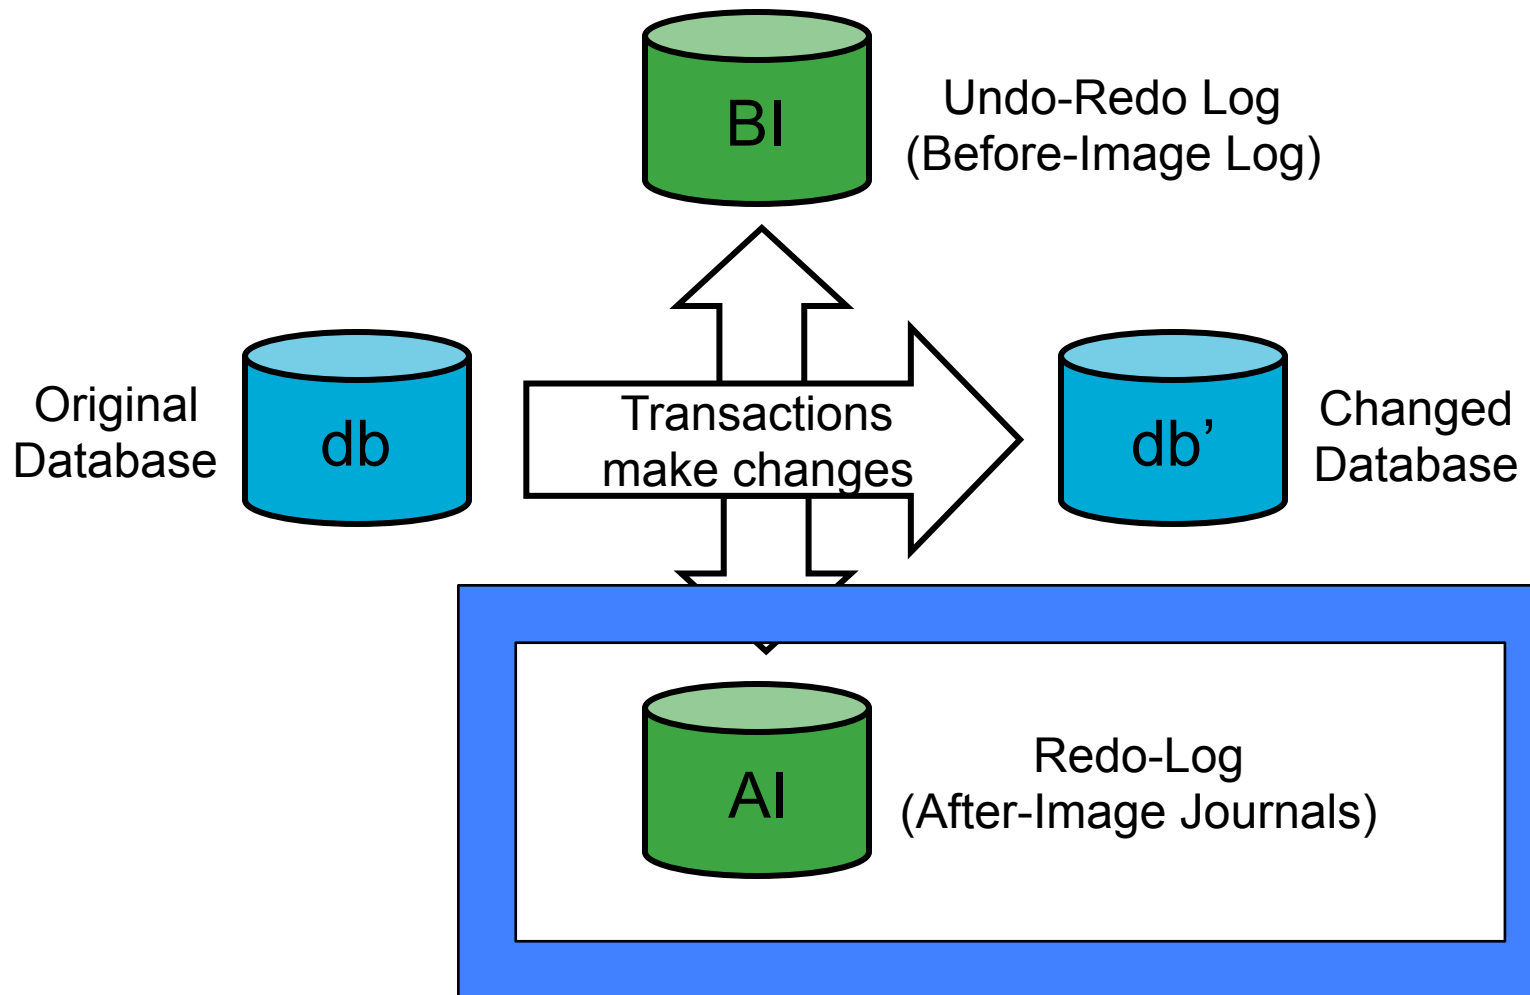 BI
Undo-Redo Log
(Before-Image Log)
Original
Database
db
Transactions
make changes
db’
Changed
Database
AI
Redo-Log
(After-Image Journals)